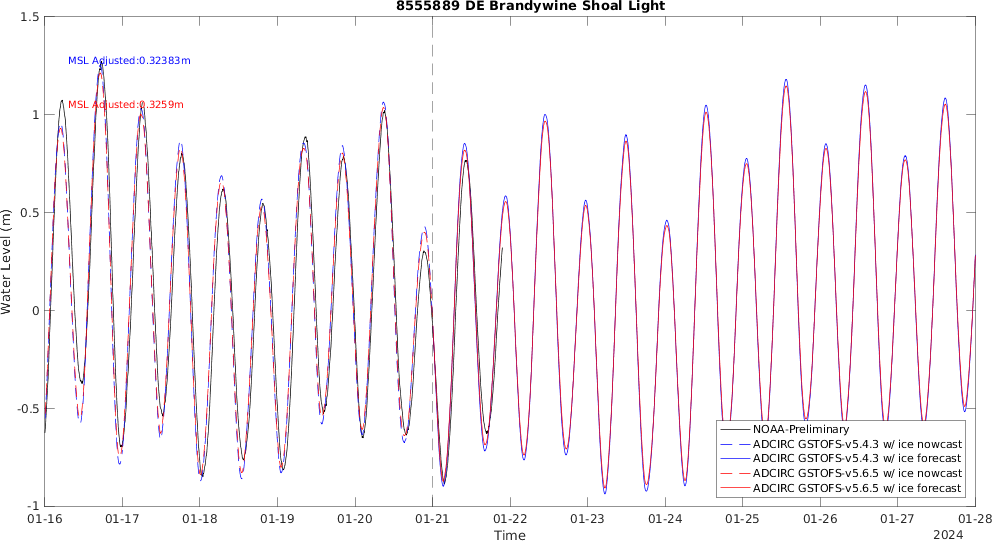 8555889 DE Brandywine Shoal Light
1.5
1
0.5
0
-0.5
-1
Water Level (m)
MSL Adjusted:0.32383m
MSL Adjusted:0.3259m
NOAA-Preliminary
ADCIRC GSTOFS-v5.4.3 w/ ice nowcast
ADCIRC GSTOFS-v5.4.3 w/ ice forecast
ADCIRC GSTOFS-v5.6.5 w/ ice nowcast
ADCIRC GSTOFS-v5.6.5 w/ ice forecast
01-16 01-17 01-18 01-19 01-20 01-21 01-22 01-23 01-24 01-25 01-26 01-27 01-28
Time
2024